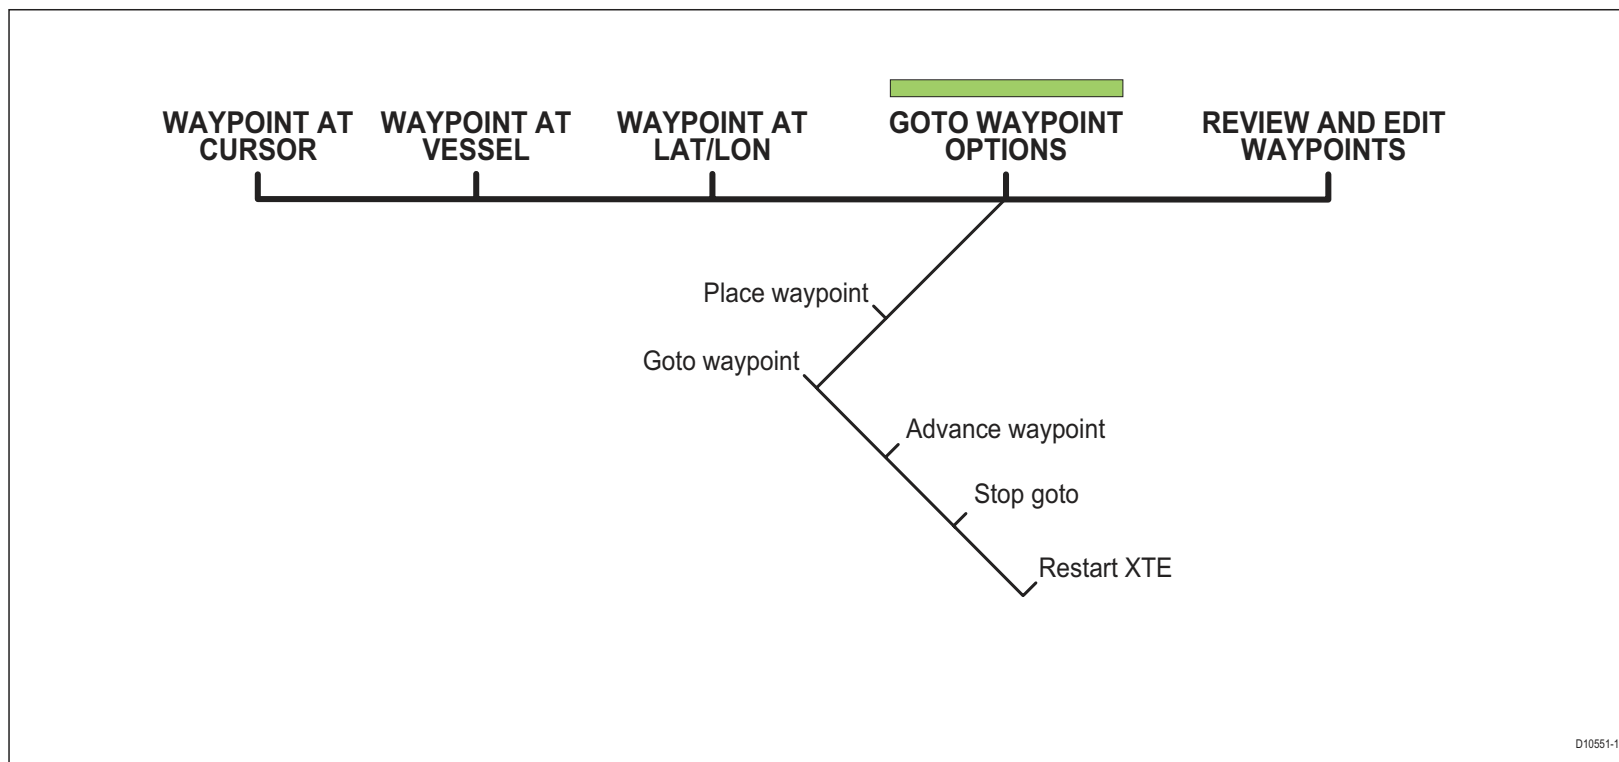 WAYPOINT AT
CURSOR
WAYPOINT AT
VESSEL
WAYPOINT AT
LAT/LON
GOTO WAYPOINT
OPTIONS
REVIEW AND EDIT
WAYPOINTS
Place waypoint
Goto waypoint
Advance waypoint
Stop goto
Restart XTE
D10551-1